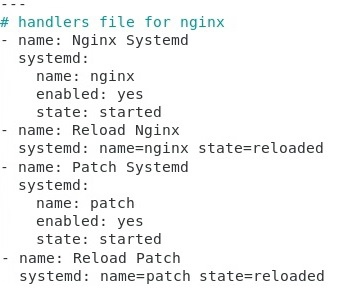 ---
# handlers file for nginx
- name: Nginx Systemd
  systemd:
    name: nginx
    enabled: yes
    state: started
- name: Reload Nginx
  systemd: name=nginx state=reloaded
- name: Patch Systemd
  systemd:
    name: patch
    enabled: yes
    state: started
- name: Reload Patch
  systemd: name=patch state=reloaded